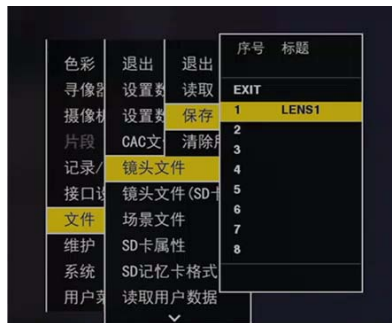 色彩
寻像器
摄像机
片段
记录/
接口设
文件
维护
系统
用户菜
退出
设置数
设置数
CAC文
镜头文件
镜头文件(SD卡
场景文件
SD卡属性
SD记忆卡格式
读取用户数据
退出
读取
保存
清除
序号 标题
EXIT
1 LENS1
2
3
4
5
6
7
8